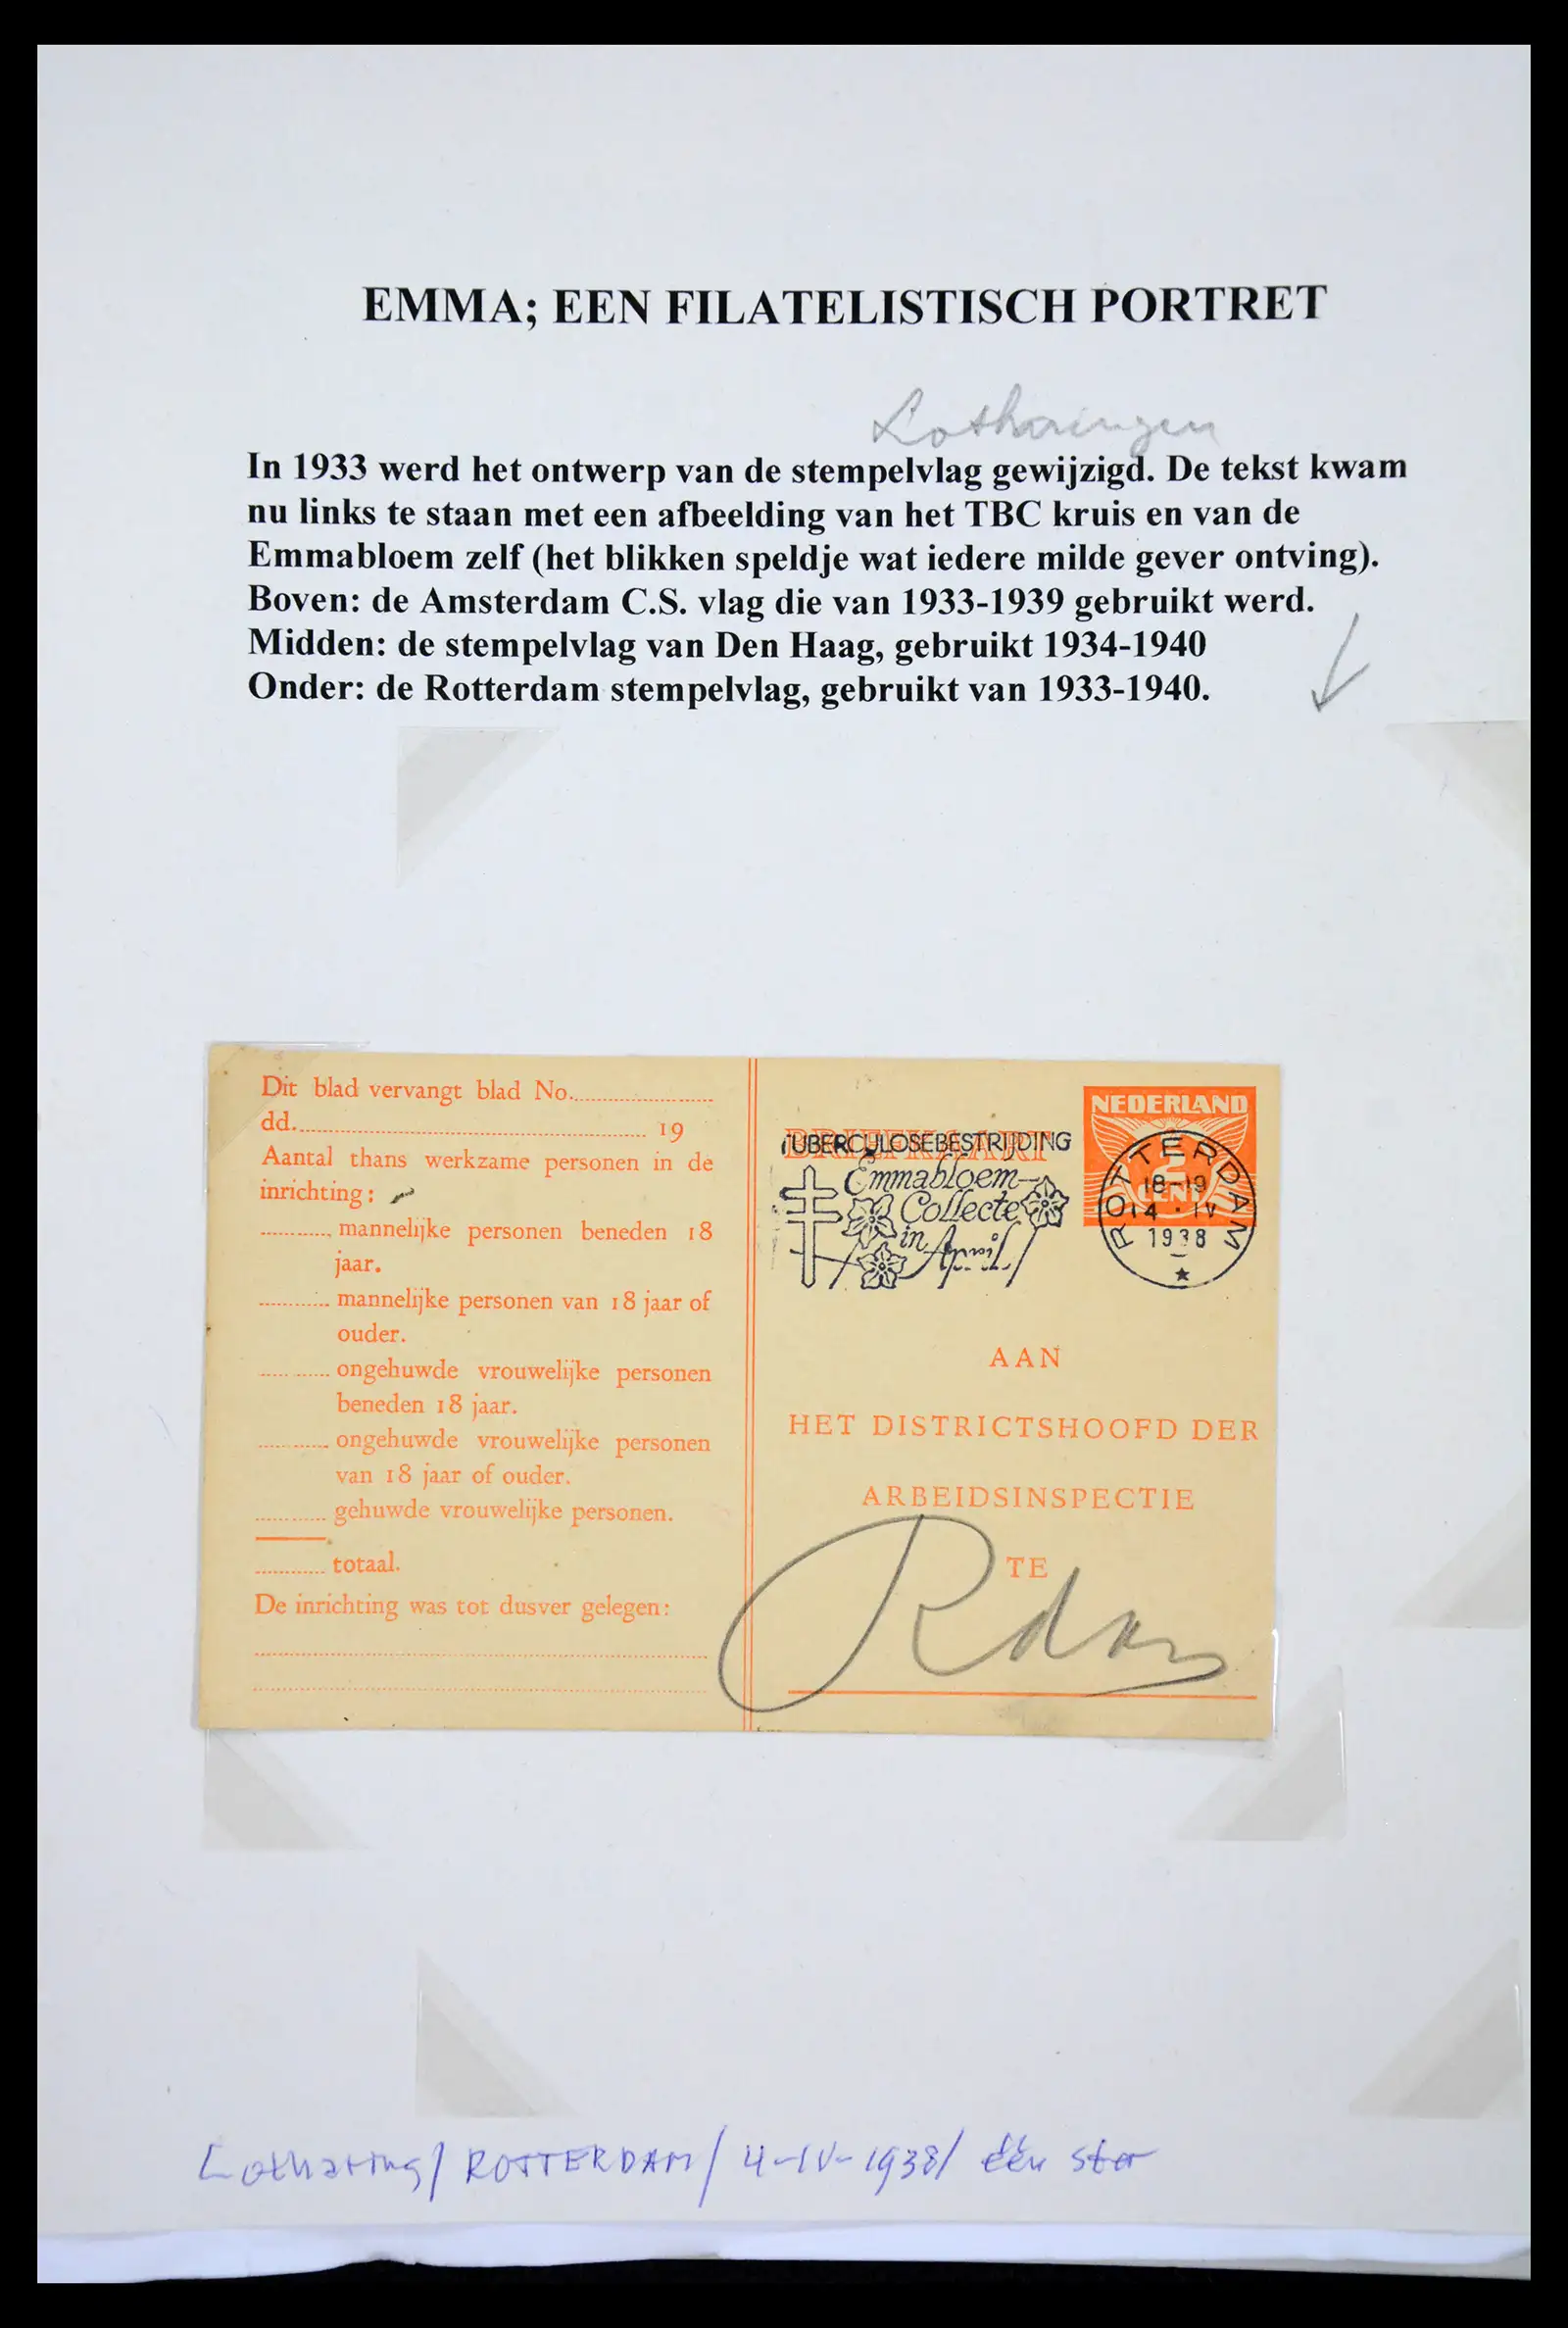 EMMA; EEN FILATELISTISCH PORTRET
Lotharingen
In 1933 werd het ontwerp van de stempelvlag gewijzigd. De tekst kwam
nu links te staan met een afbeelding van het TBC kruis en van de
Emmabloem zelf (het blikken speldje wat iedere milde gever ontving).
Boven: de Amsterdam C.S. vlag die van 1933-1939 gebruikt werd.
Midden: de stempelvlag van Den Haag, gebruikt 1934-1940
Onder: de Rotterdam stempelvlag, gebruikt van 1933-1940.
Dit blad vervangt blad No.
dd. 19
Aantal thans werkzame personen in de
inrichting:
mannelijke personen beneden 18
jaar.
mannelijke personen van 18 jaar of
ouder.
ongehuwde vrouwelijke personen
beneden 18 jaar.
ongehuwde vrouwelijke personen
van 18 jaar of ouder.
gehuwde vrouwelijke personen.
totaal.
De inrichting was tot dusver gelegen:
BRIEFKAART
TUBERCULOSEBESTRIJDING
Emmabloem-
Collecte
in April
NEDERLAND
2
CENT
ROTTERDAM
18-19
14 · IV
1938
AAN
HET DISTRICTSHOOFD DER
ARBEIDSINSPECTIE
TE
Rdam
Lotharing / ROTTERDAM / 4-IV-1938 / één ster